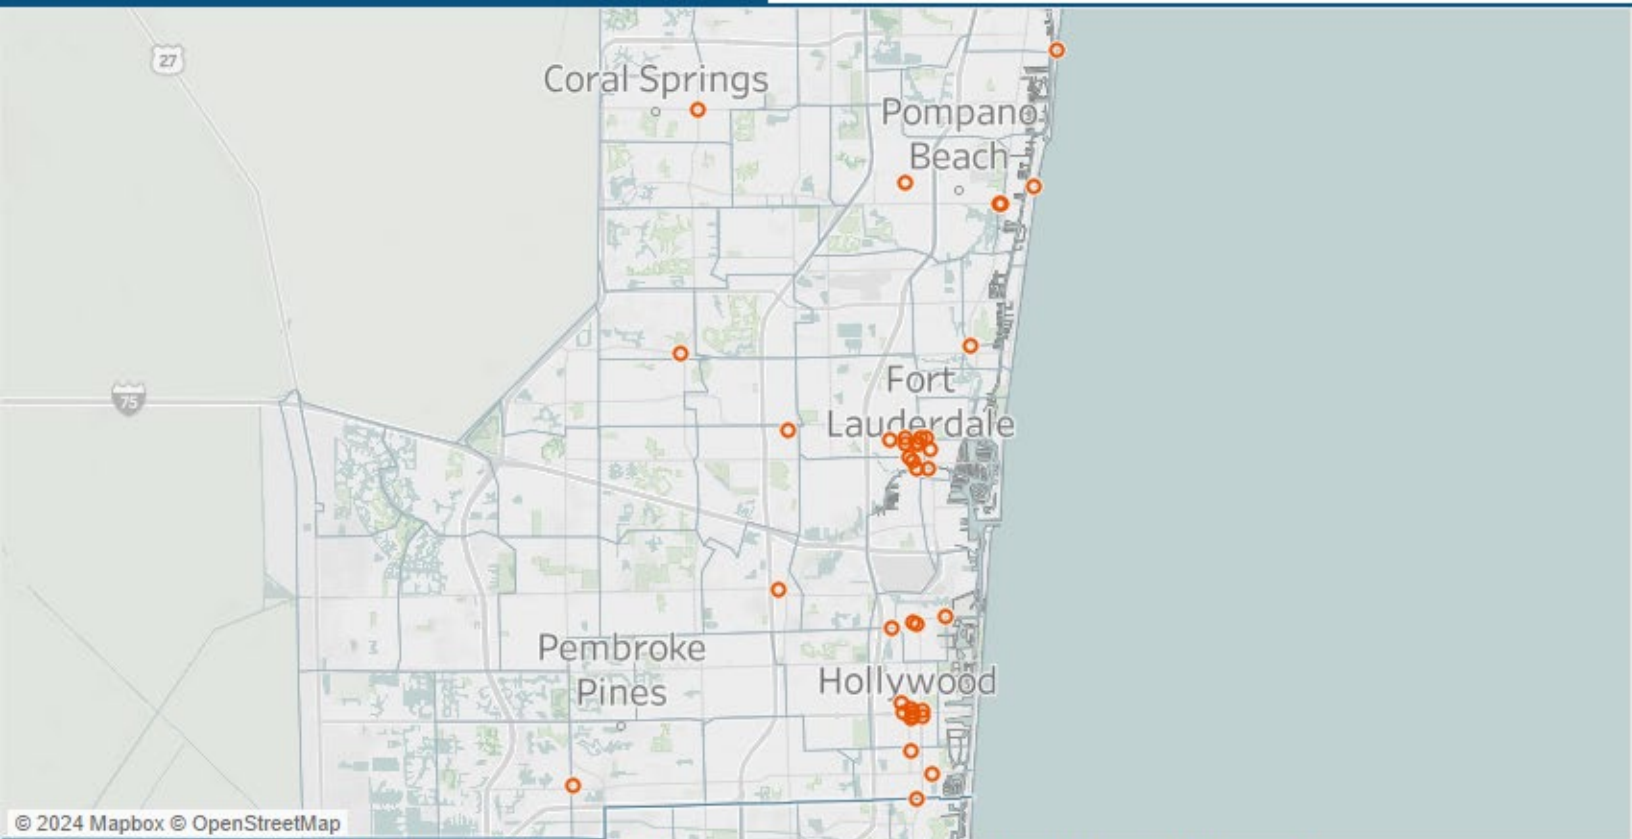 27
Coral Springs
Pompano
Beach
Fort
Lauderdale
75
Pembroke
Pines
Hollywood
© 2024 Mapbox © OpenStreetMap